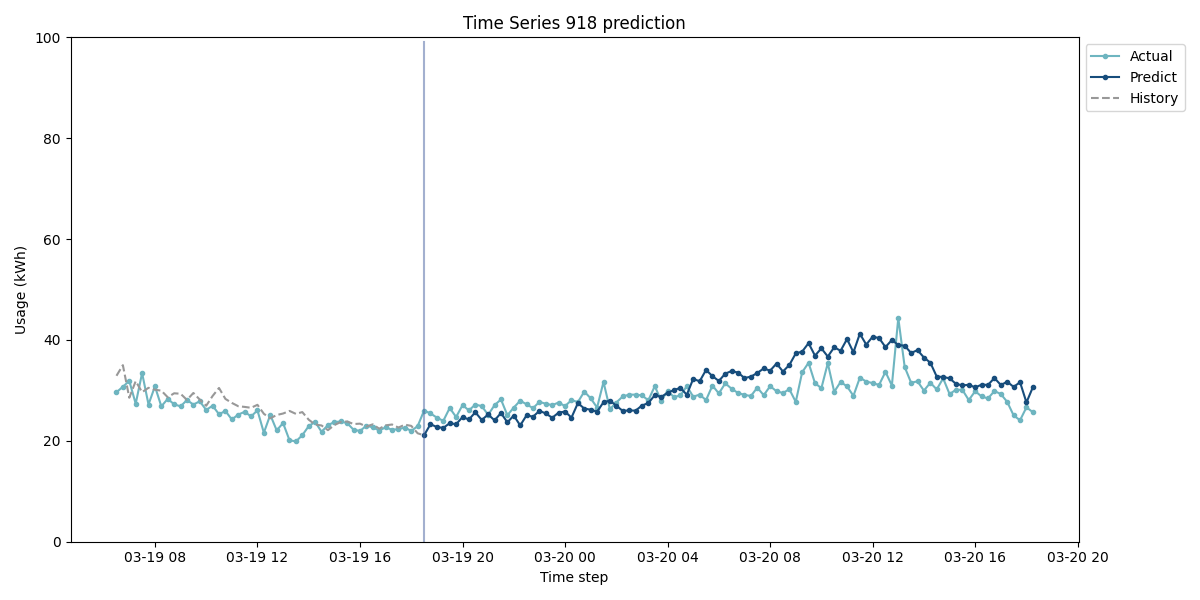 Time Series 918 prediction
100
80
60
40
20
0
Usage (kWh)
03-19 08
03-19 12
03-19 16
03-19 20
03-20 00
03-20 04
03-20 08
03-20 12
03-20 16
03-20 20
Time step
Actual
Predict
History